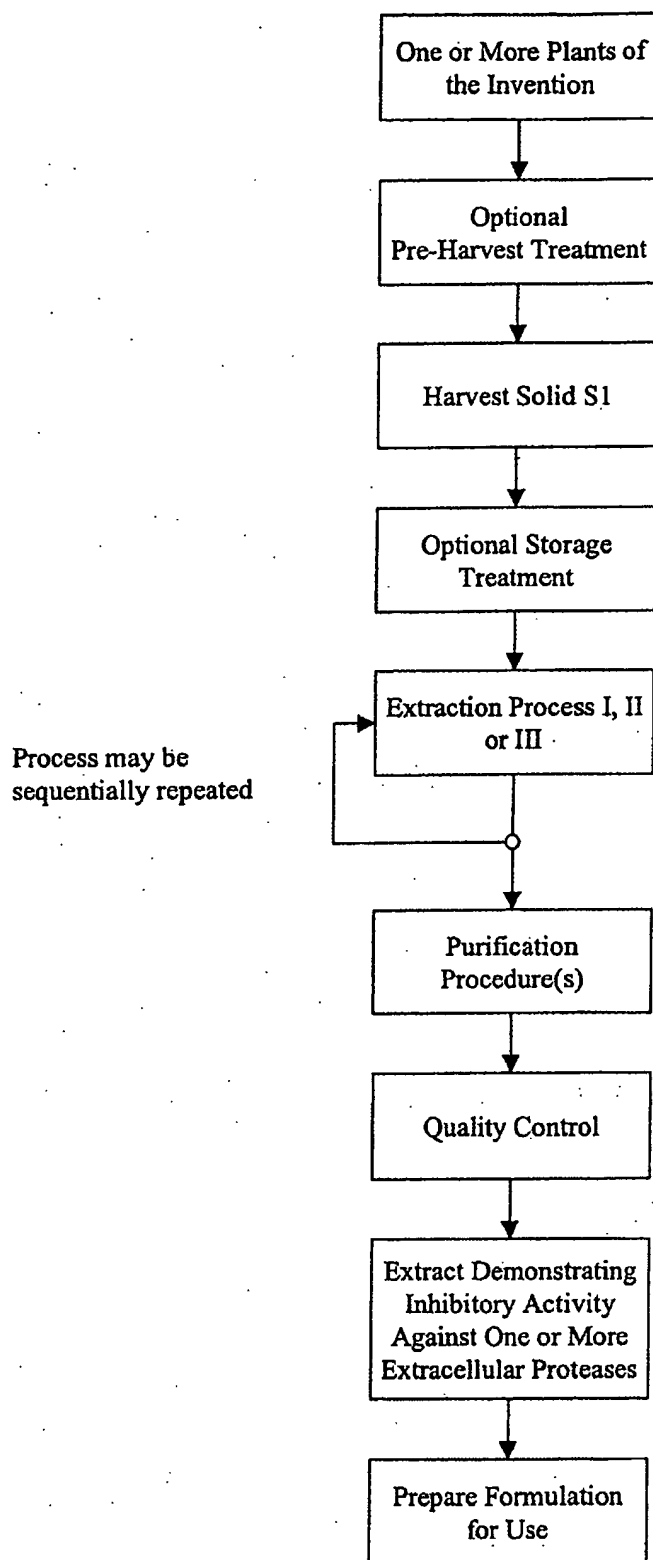 One or More Plants of
the Invention
Optional
Pre-Harvest Treatment
Harvest Solid S1
Optional Storage
Treatment
Extraction Process I, II
or III
Process may be
sequentially repeated
Purification
Procedure(s)
Quality Control
Extract Demonstrating
Inhibitory Activity
Against One or More
Extracellular Proteases
Prepare Formulation
for Use